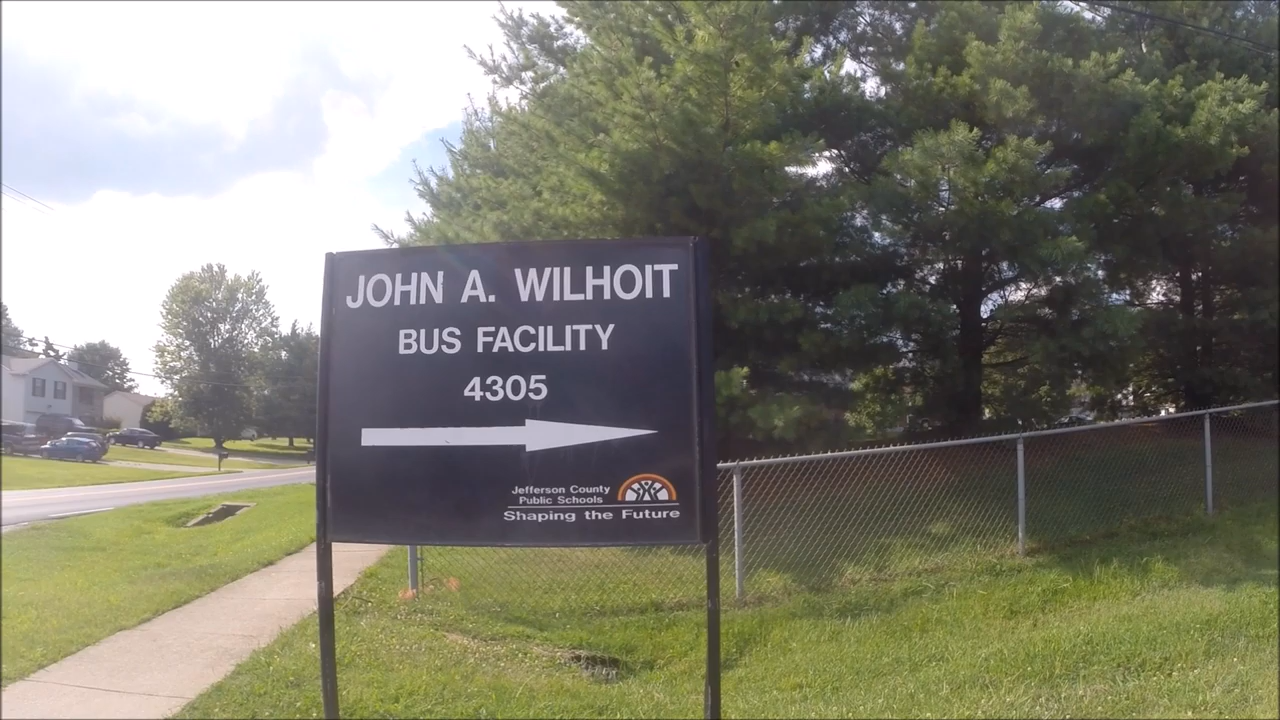 JOHN A. WILHOIT
BUS FACILITY
4305
Jefferson County
Public Schools
Shaping the Future